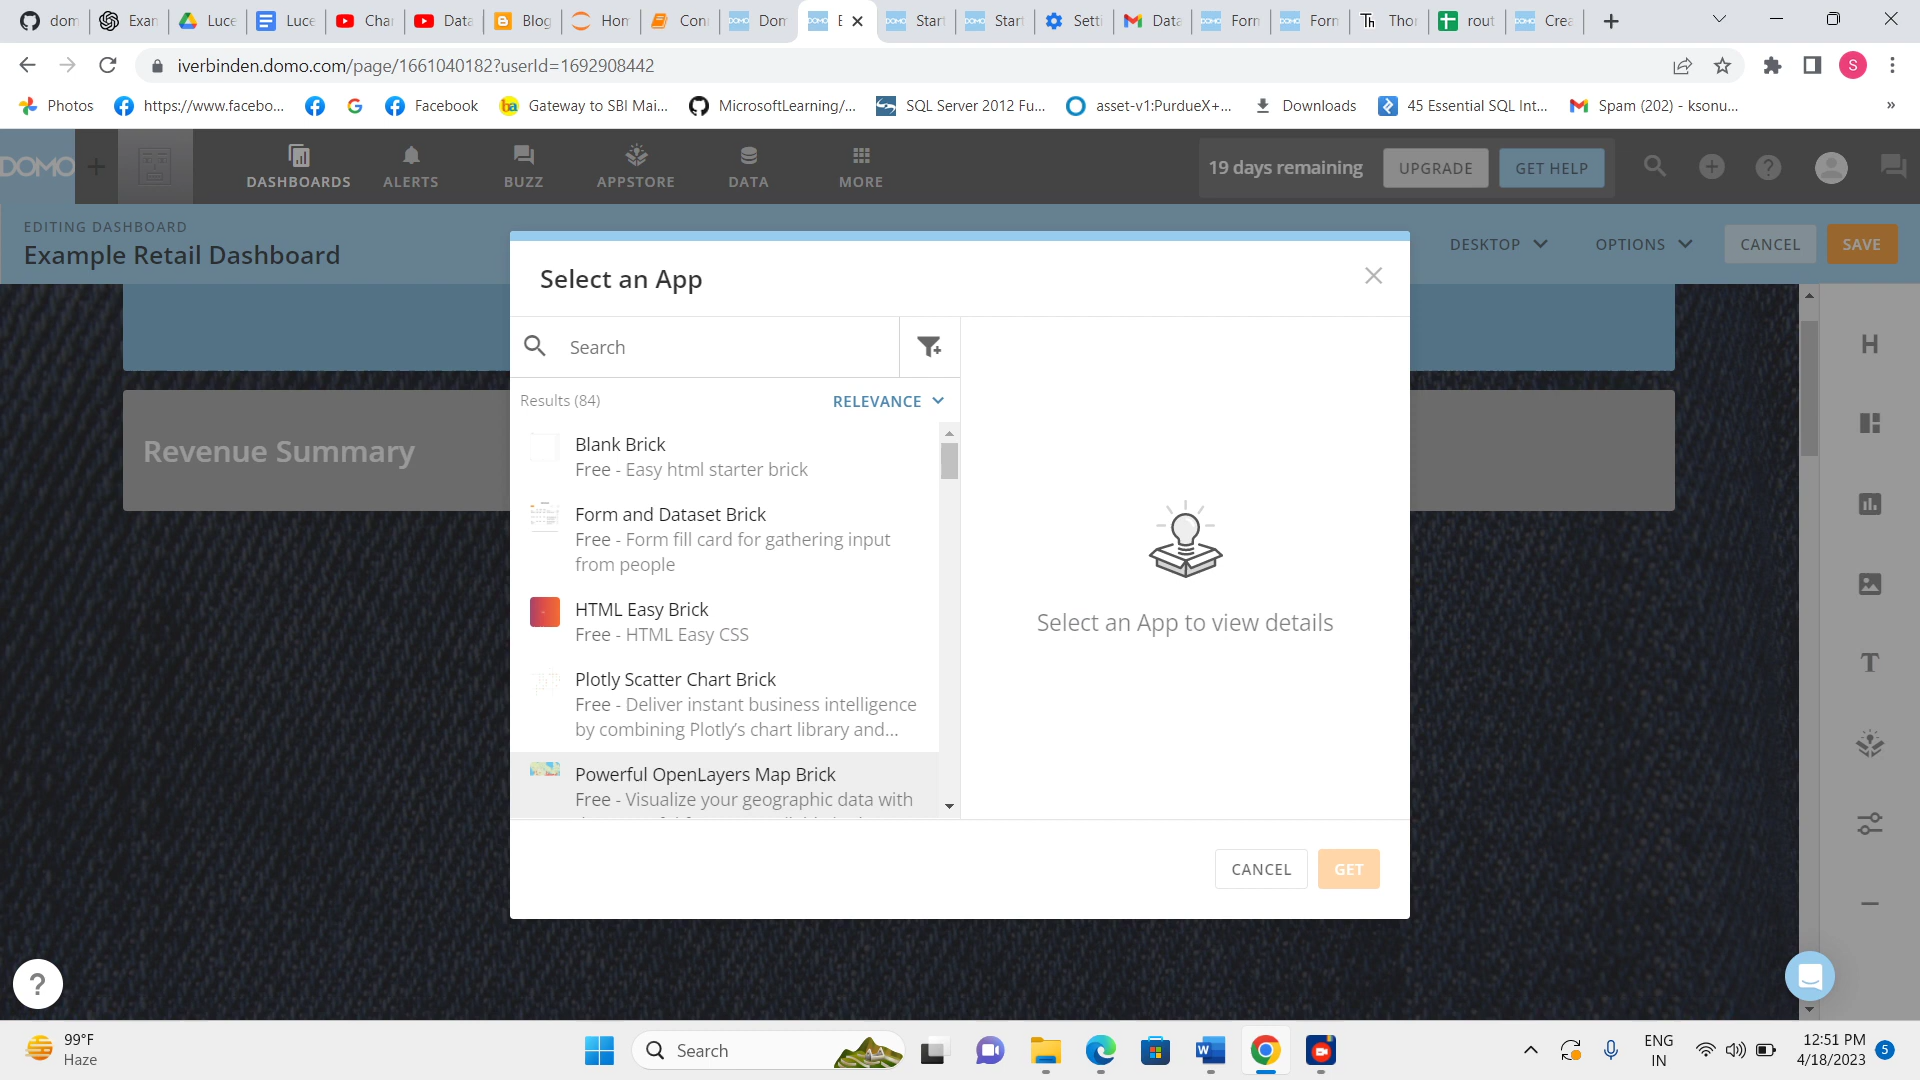 dom
Exan
Luce
Luce
Cha
Data
Blog
Hom
Con
Dom
Start
Start
Setti
Data
Forn
Forn
Tho
rout
Crea
iverbinden.domo.com/page/1661040182?userId=1692908442
S
Photos
https://www.facebo...
Facebook
Gateway to SBI Mai...
MicrosoftLearning/...
SQL Server 2012 Fu...
asset-v1:PurdueX+...
Downloads
45 Essential SQL Int...
Spam (202) - ksonu...
»
DOMO
DASHBOARDS
ALERTS
BUZZ
APPSTORE
DATA
MORE
19 days remaining
UPGRADE
GET HELP
EDITING DASHBOARD
Example Retail Dashboard
DESKTOP
OPTIONS
CANCEL
SAVE
Select an App
Search
Results (84)
RELEVANCE
Blank Brick
Free - Easy html starter brick
Form and Dataset Brick
Free - Form fill card for gathering input
from people
HTML Easy Brick
Free - HTML Easy CSS
Plotly Scatter Chart Brick
Free - Deliver instant business intelligence
by combining Plotly's chart library and...
Powerful OpenLayers Map Brick
Free - Visualize your geographic data with
Select an App to view details
CANCEL
GET
Revenue Summary
H
T
?
99°F
Haze
Search
ENG
IN
12:51 PM
4/18/2023
5